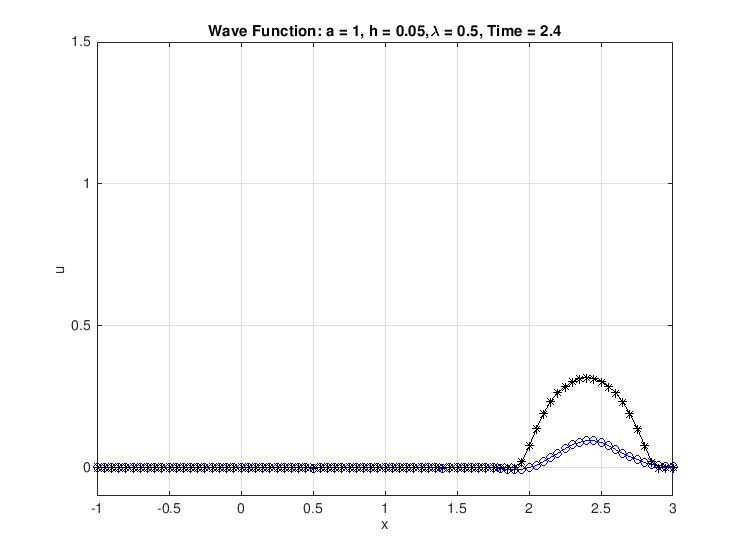 Wave Function: a = 1, h = 0.05,λ = 0.5, Time = 2.4
1.5
1
0.5
0
u
-1 -0.5 0 0.5 1 1.5 2 2.5 3
x